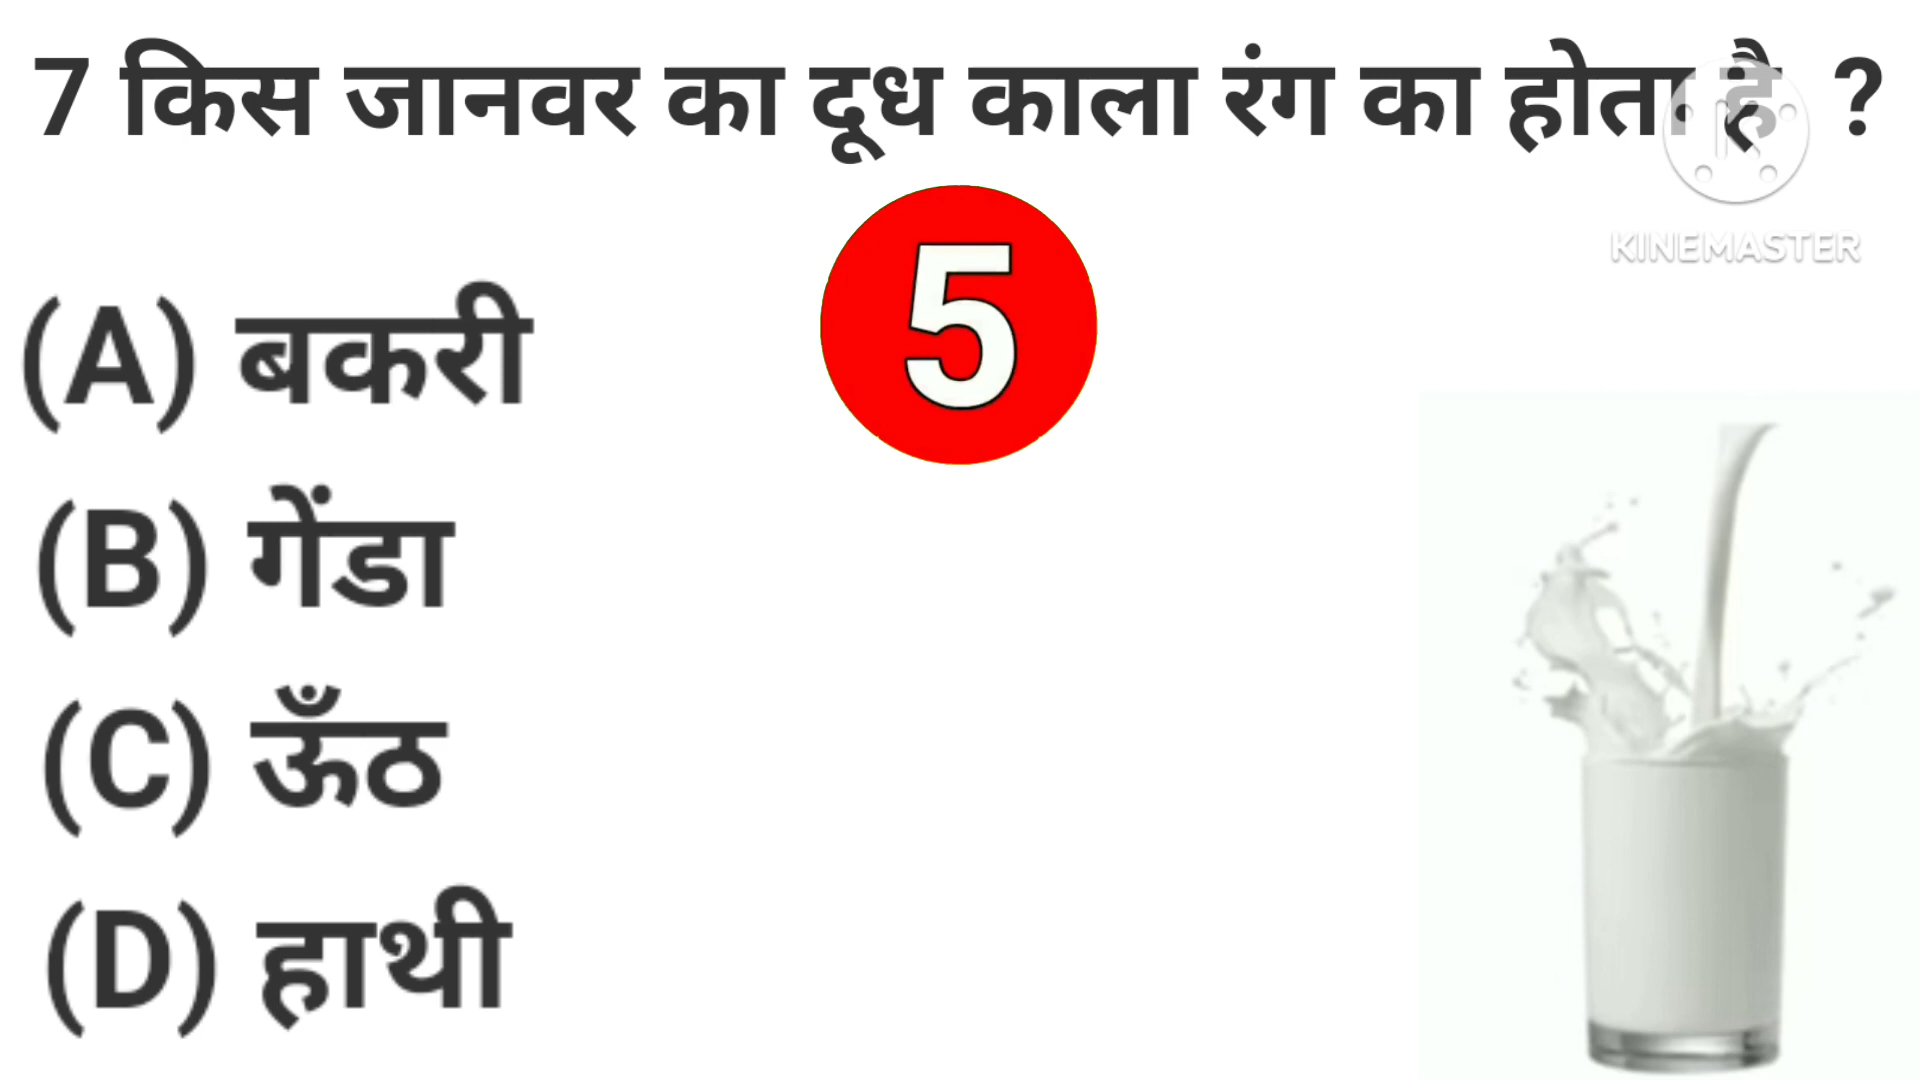 7 किस जानवर का दूध काला रंग का होता है ?
5
KINEMASTER
(A) बकरी
(B) गेंडा
(C) ऊँठ
(D) हाथी